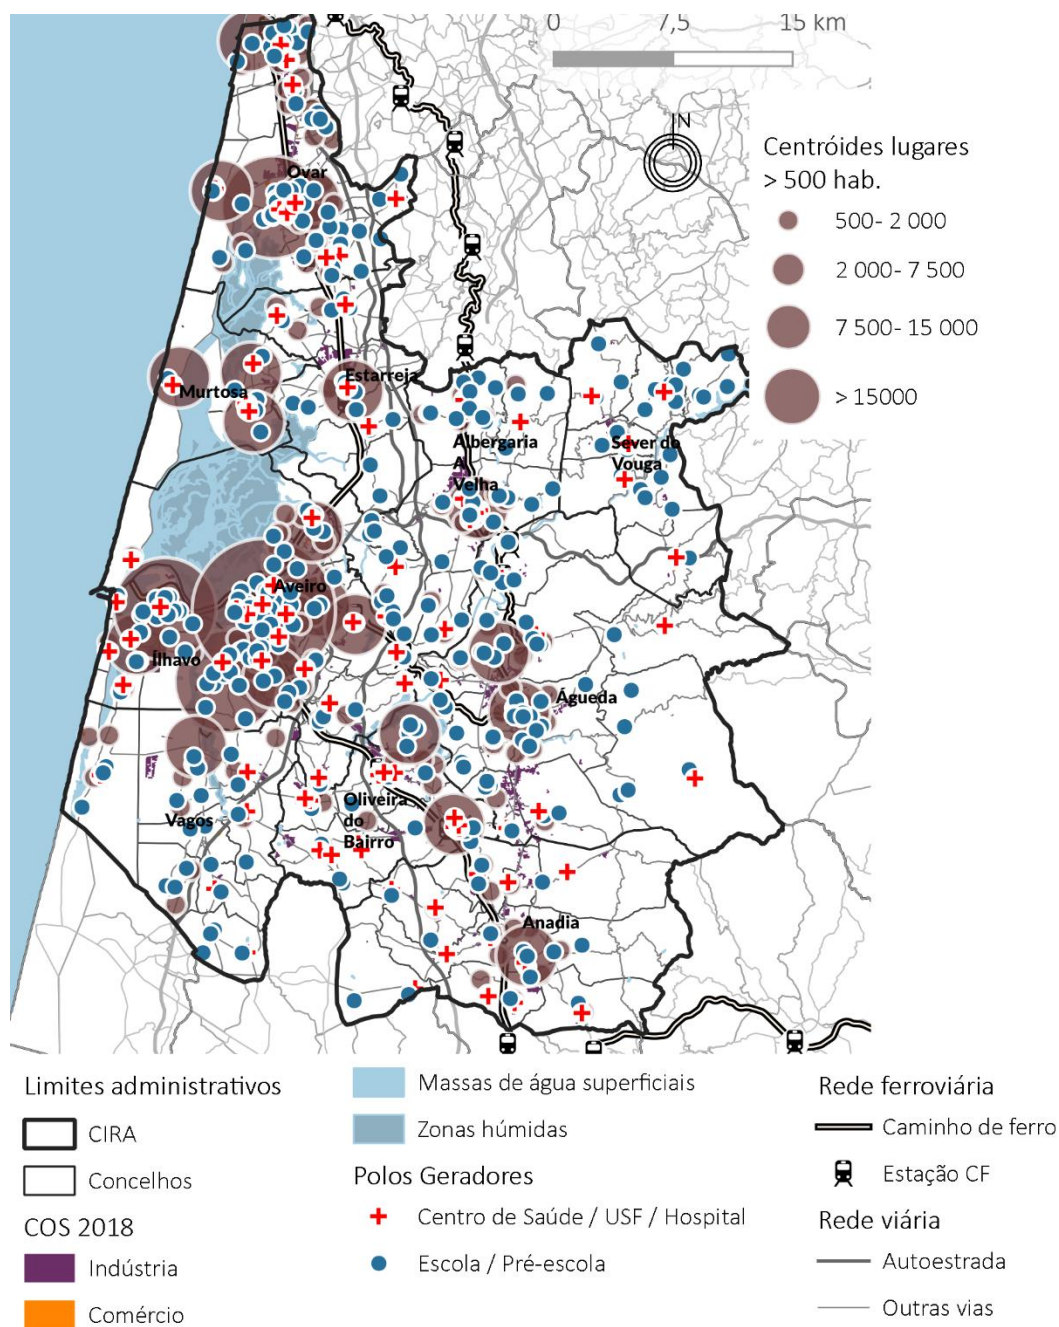 0 7,5 15 km
N
Centróides lugares
> 500 hab.
500- 2 000
2 000- 7 500
7 500- 15 000
> 15000
Ovar
Murtosa
Estarreja
Albergaria
A
Velha
Sever do
Vouga
Aveiro
Ílhavo
Águeda
Oliveira
do
Bairro
Vagos
Anadia
Limites administrativos
CIRA
Concelhos
COS 2018
Indústria
Comércio
Massas de água superficiais
Zonas húmidas
Polos Geradores
Centro de Saúde / USF / Hospital
Escola / Pré-escola
Rede ferroviária
Caminho de ferro
Estação CF
Rede viária
Autoestrada
Outras vias